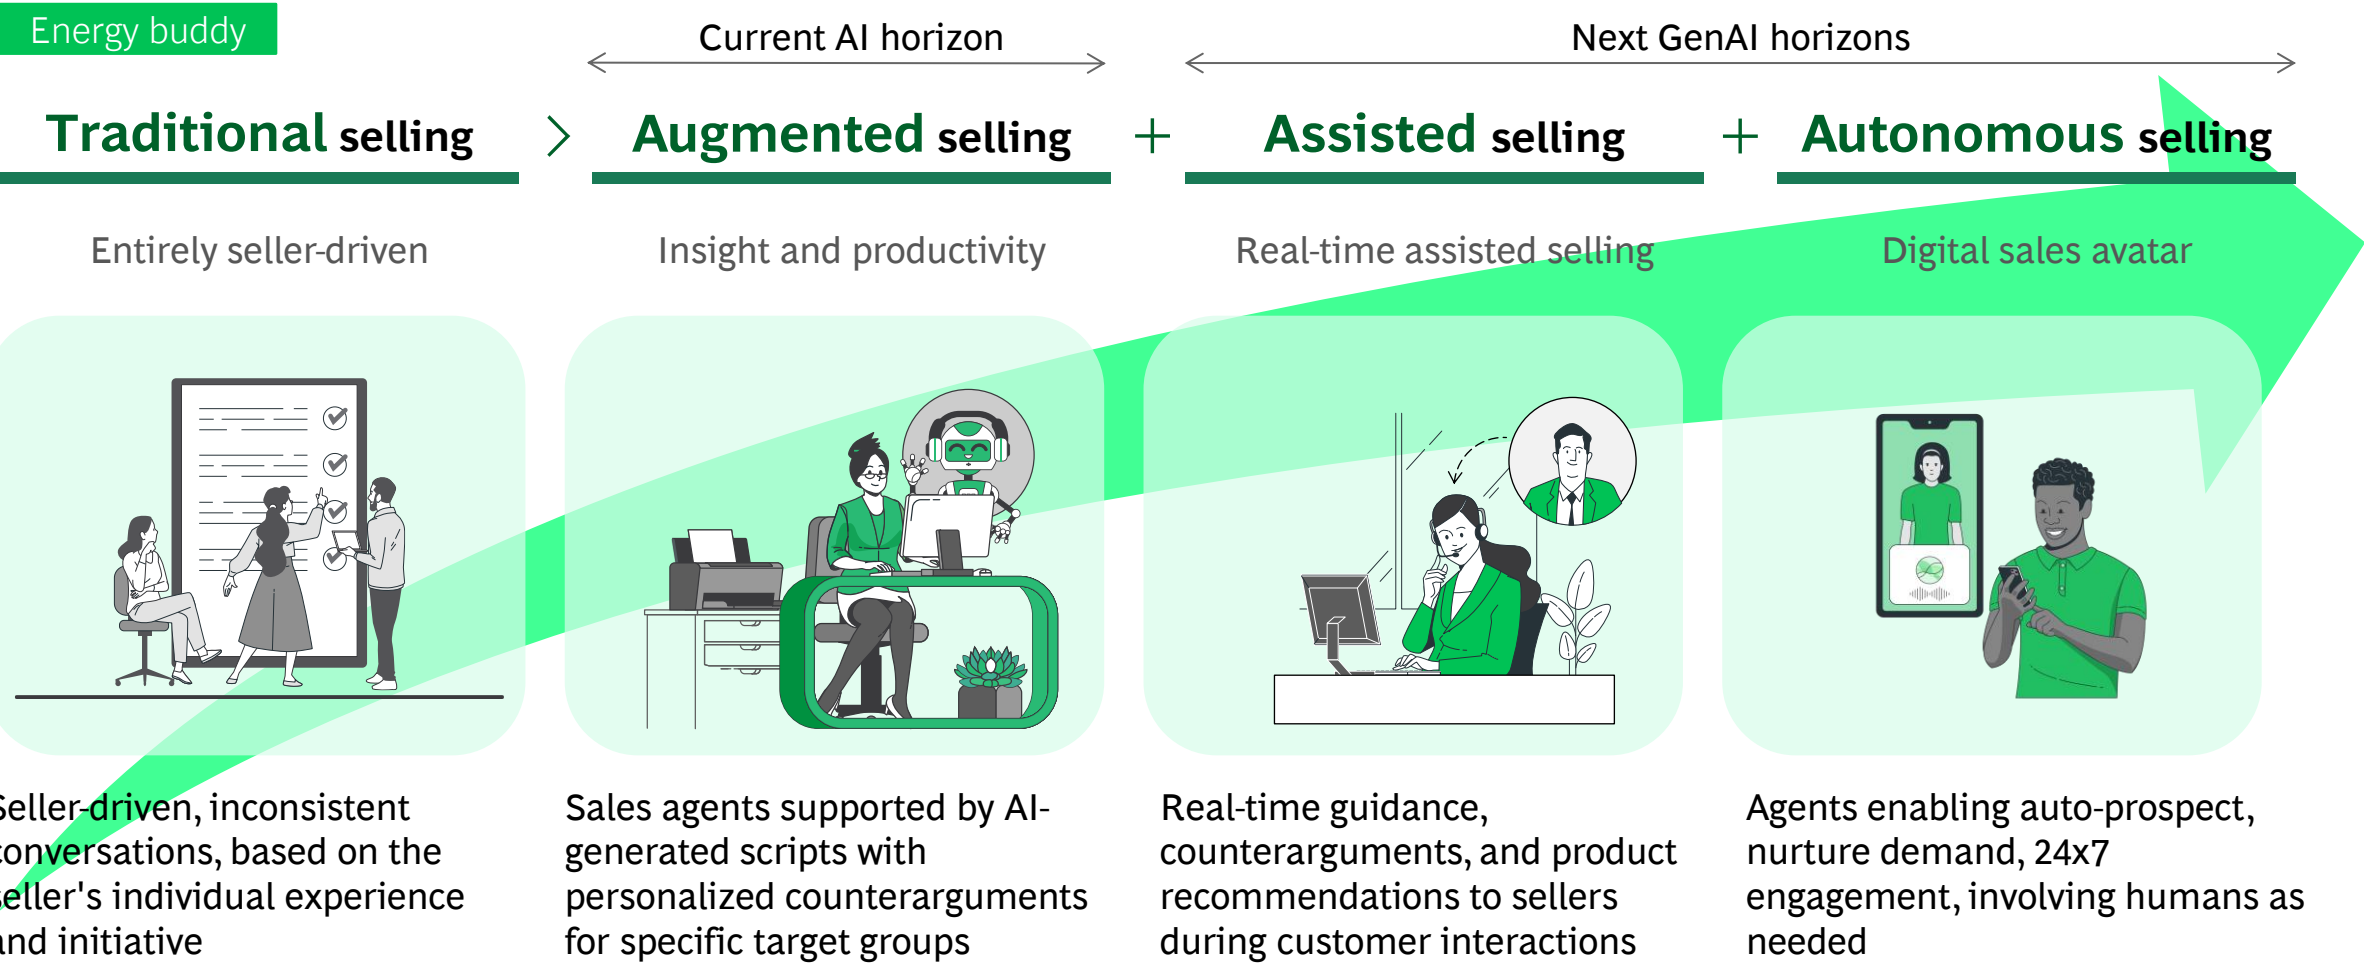 Energy buddy
Current AI horizon
Next GenAI horizons
Traditional selling
>
Augmented selling
+
Assisted selling
+
Autonomous selling
Entirely seller-driven
Insight and productivity
Real-time assisted selling
Digital sales avatar
Seller-driven, inconsistent
conversations, based on the
seller's individual experience
and initiative
Sales agents supported by AI-
generated scripts with
personalized counterarguments
for specific target groups
Real-time guidance,
counterarguments, and product
recommendations to sellers
during customer interactions
Agents enabling auto-prospect,
nurture demand, 24x7
engagement, involving humans as
needed